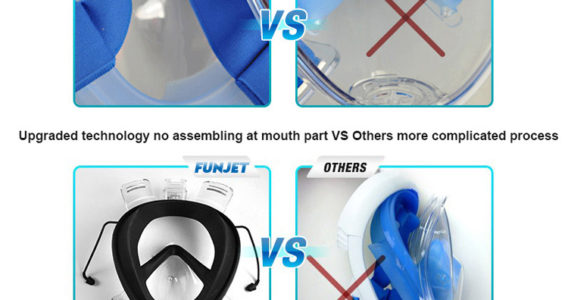 VS
Upgraded technology no assembling at mouth part VS Others more complicated process
FUNJET
OTHERS
VS